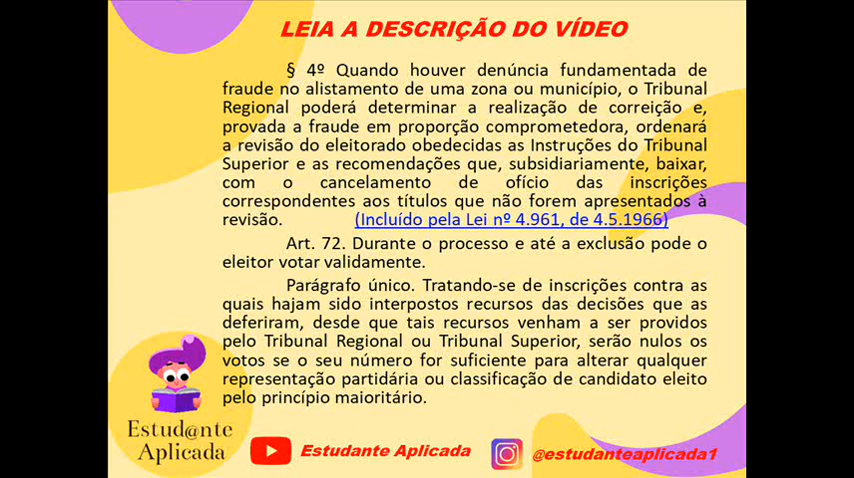 LEIA A DESCRIÇÃO DO VÍDEO
§ 4º Quando houver denúncia fundamentada de
fraude no alistamento de uma zona ou município, o Tribunal
Regional poderá determinar a realização de correição e,
provada a fraude em proporção comprometedora, ordenará
a revisão do eleitorado obedecidas as Instruções do Tribunal
Superior e as recomendações que, subsidiariamente, baixar,
com o cancelamento de ofício das inscrições
correspondentes aos títulos que não forem apresentados à
revisão. (Incluído pela Lei nº 4.961, de 4.5.1966)
Art. 72. Durante o processo e até a exclusão pode o
eleitor votar validamente.
Parágrafo único. Tratando-se de inscrições contra as
quais hajam sido interpostos recursos das decisões que as
deferiram, desde que tais recursos venham a ser providos
pelo Tribunal Regional ou Tribunal Superior, serão nulos os
votos se o seu número for suficiente para alterar qualquer
representação partidária ou classificação de candidato eleito
pelo princípio maioritário.
Estud@nte
Aplicada
Estudante Aplicada
@estudanteaplicada1